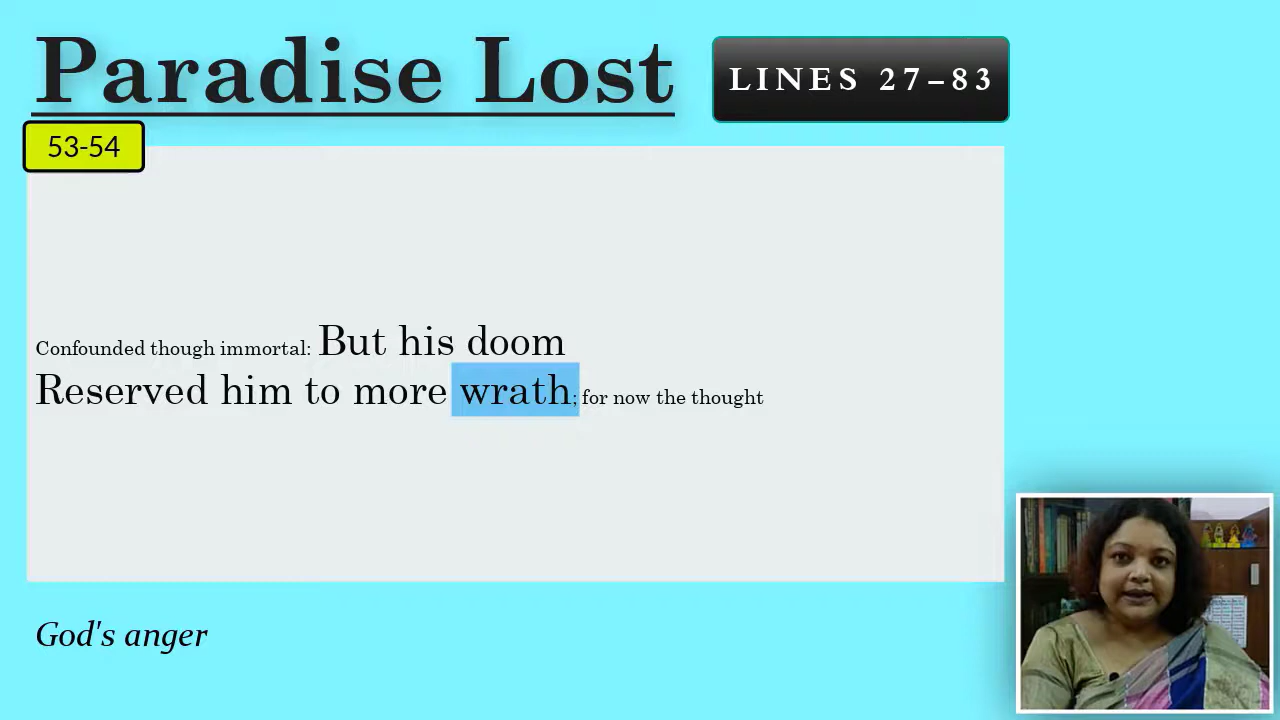 Paradise Lost
LINES 27–83
53-54
Confounded though immortal: But his doom
Reserved him to more wrath; for now the thought
God's anger